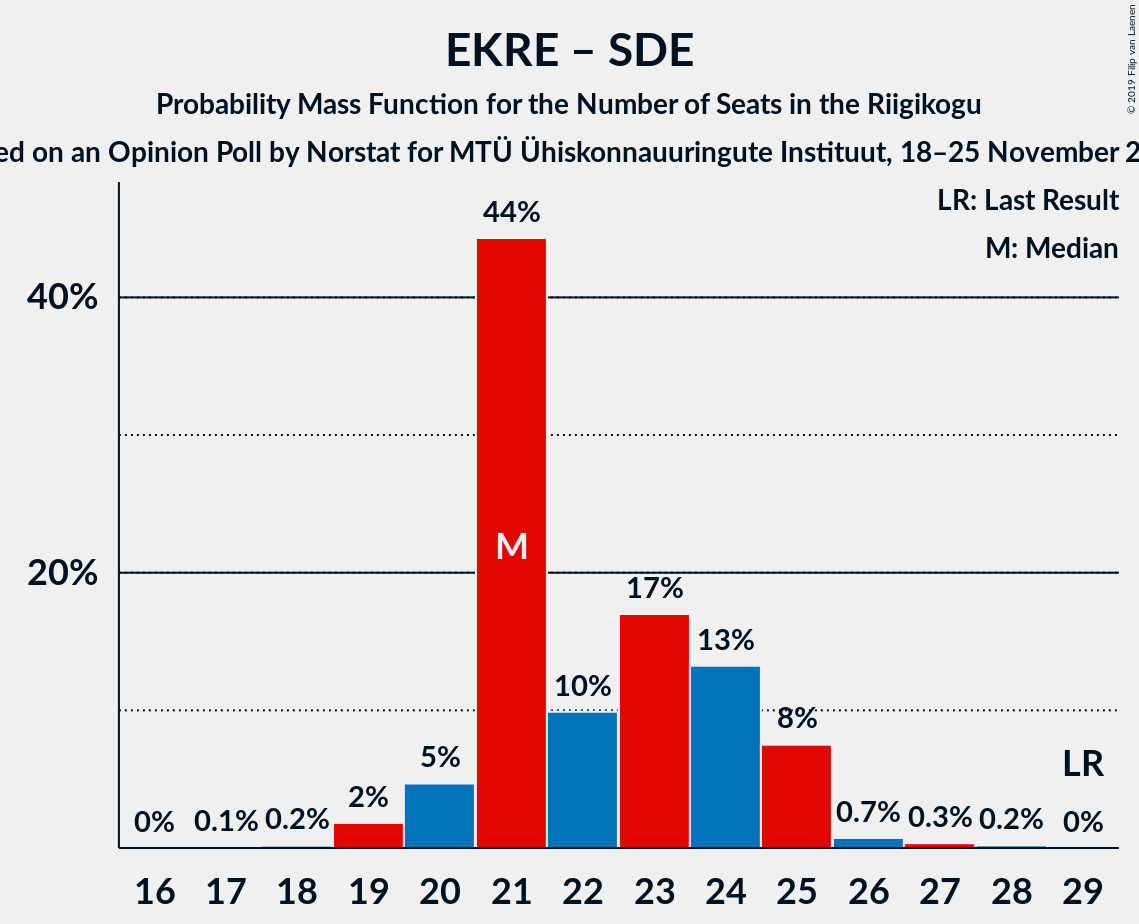 EKRE – SDE
Probability Mass Function for the Number of Seats in the Riigikogu
ed on an Opinion Poll by Norstat for MTÜ Ühiskonnauuringute Instituut, 18–25 November 2
© 2019 Filip van Laenen
LR: Last Result
M: Median
44%
40%
M
20%
17%
13%
10%
8%
5%
2%
LR
0% 0.1% 0.2% 0.7% 0.3% 0.2% 0%
16 17 18 19 20 21 22 23 24 25 26 27 28 29